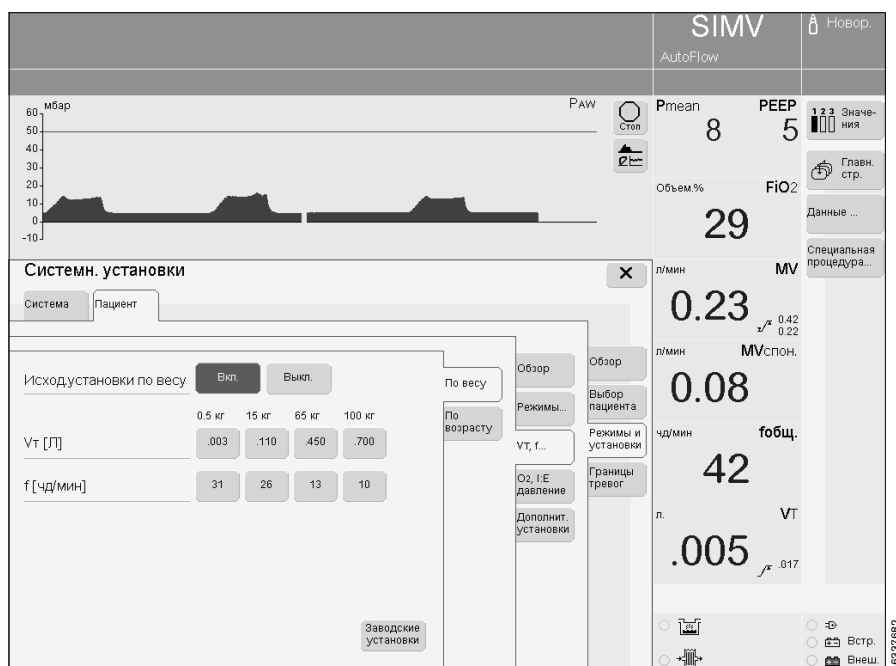 SIMV
Новор.
AutoFlow
мбар
PAW
60
50
40
30
20
10
0
-10
Стоп
Pmean
PEEP
8
5
1 2 3 Значе-
ния
Главн.
стр.
Объем.%
FiO2
29
Данные ...
Специальная
процедура...
Системн. установки
л/мин
MV
0.23
0.42
0.22
Система
Пациент
Исход.установки по весу
Вкл.
Выкл.
0.5 кг 15 кг 65 кг 100 кг
VT [Л]
.003 .110 .450 .700
f [чд/мин]
31 26 13 10
Заводские
установки
По весу
По
возрасту
Обзор
Режимы...
VT, f...
O2, I:E
давление
Дополнит.
установки
Обзор
Выбор
пациента
Режимы и
установки
Границы
тревог
л/мин
MVспон.
0.08
чд/мин
fобщ.
42
л.
VT
.005
.017
Встр.
Внеш.